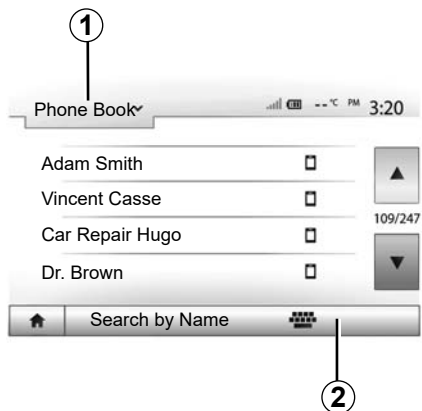 1
Phone Book
--°C PM 3:20
Adam Smith
Vincent Casse
109/247
Car Repair Hugo
Dr. Brown
Search by Name
2